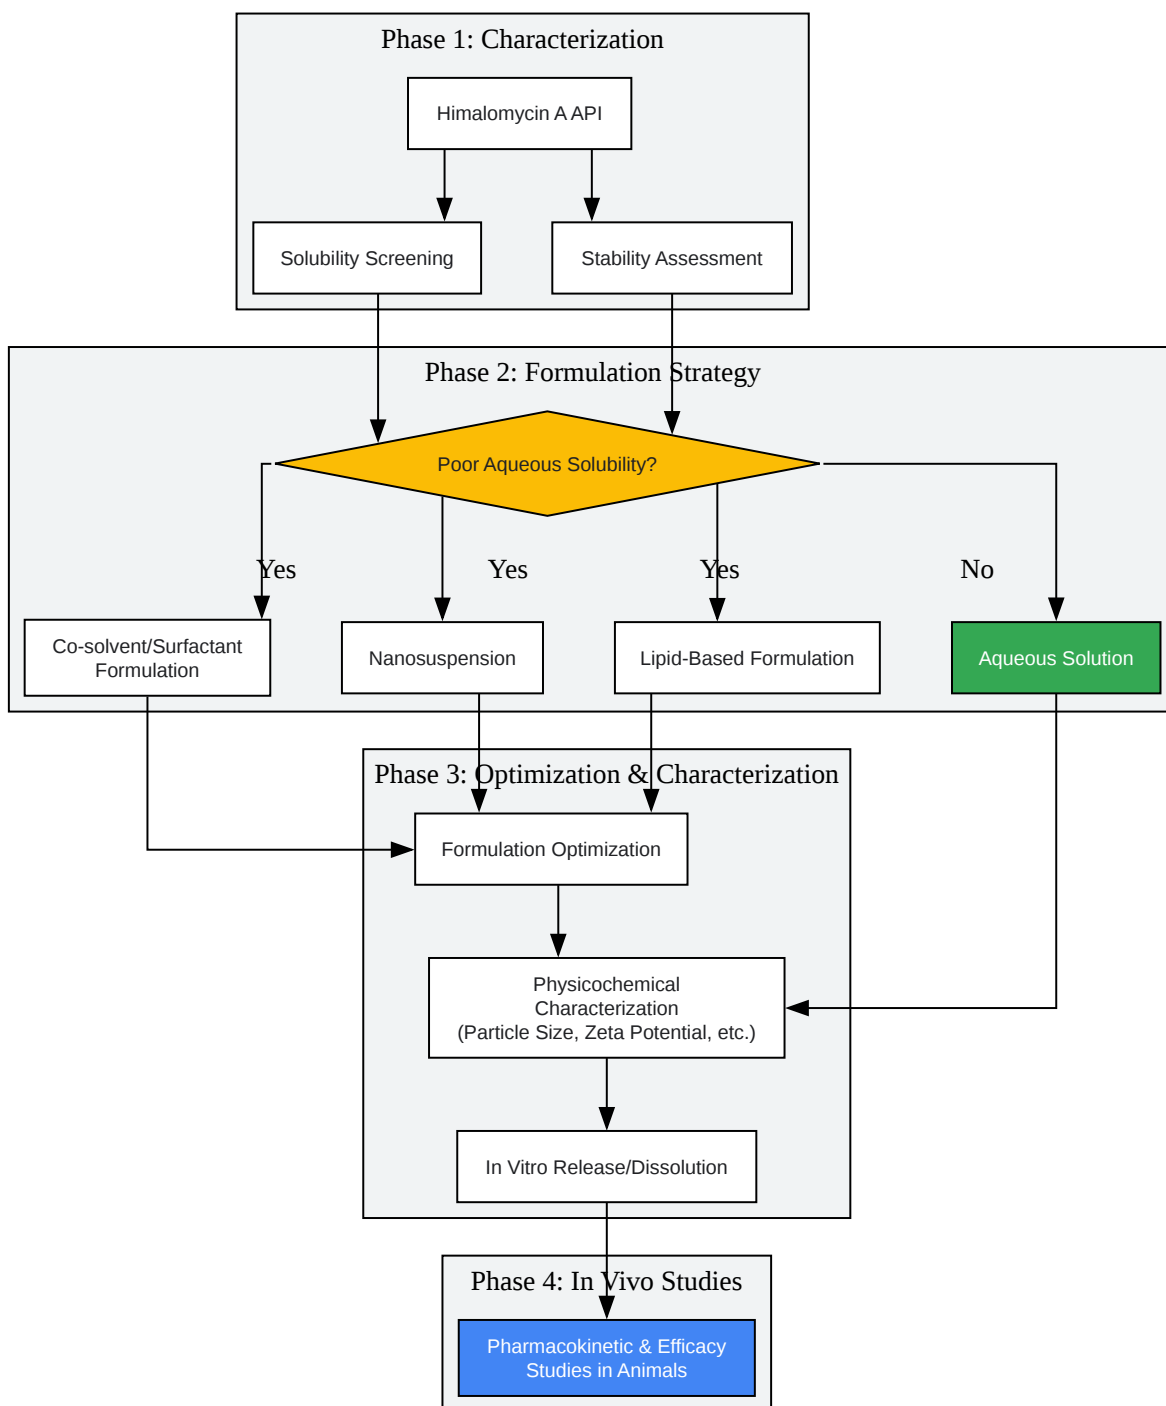 Phase 1: Characterization
Himalomycin A API
Solubility Screening
Stability Assessment
Phase 2: Formulation Strategy
Poor Aqueous Solubility?
Yes
Yes
Yes
No
Co-solvent/Surfactant
Formulation
Nanosuspension
Lipid-Based Formulation
Aqueous Solution
Phase 3: Optimization & Characterization
Formulation Optimization
Physicochemical
Characterization
(Particle Size, Zeta Potential, etc.)
In Vitro Release/Dissolution
Phase 4: In Vivo Studies
Pharmacokinetic & Efficacy
Studies in Animals